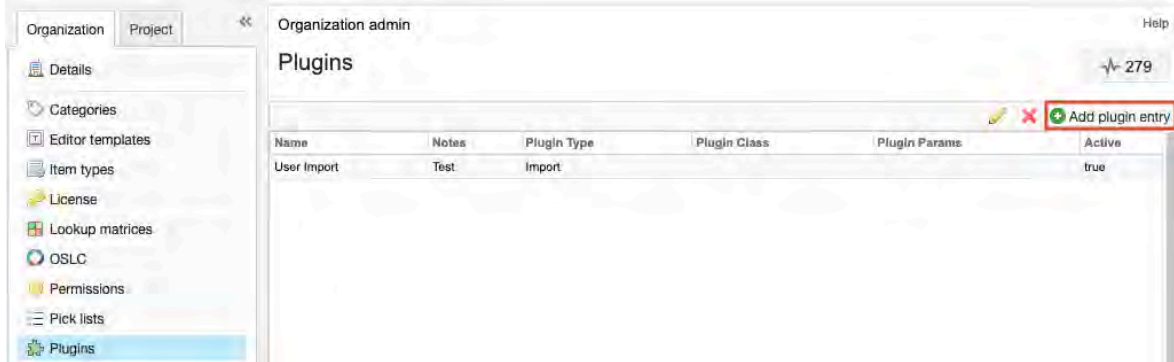 Organization Project «
Organization admin Help
Details
Plugins 279
Categories
Editor templates
Item types
License
Lookup matrices
OSLC
Permissions
Pick lists
Plugins
Add plugin entry
Name Notes Plugin Type Plugin Class Plugin Params Active
User Import Test Import true